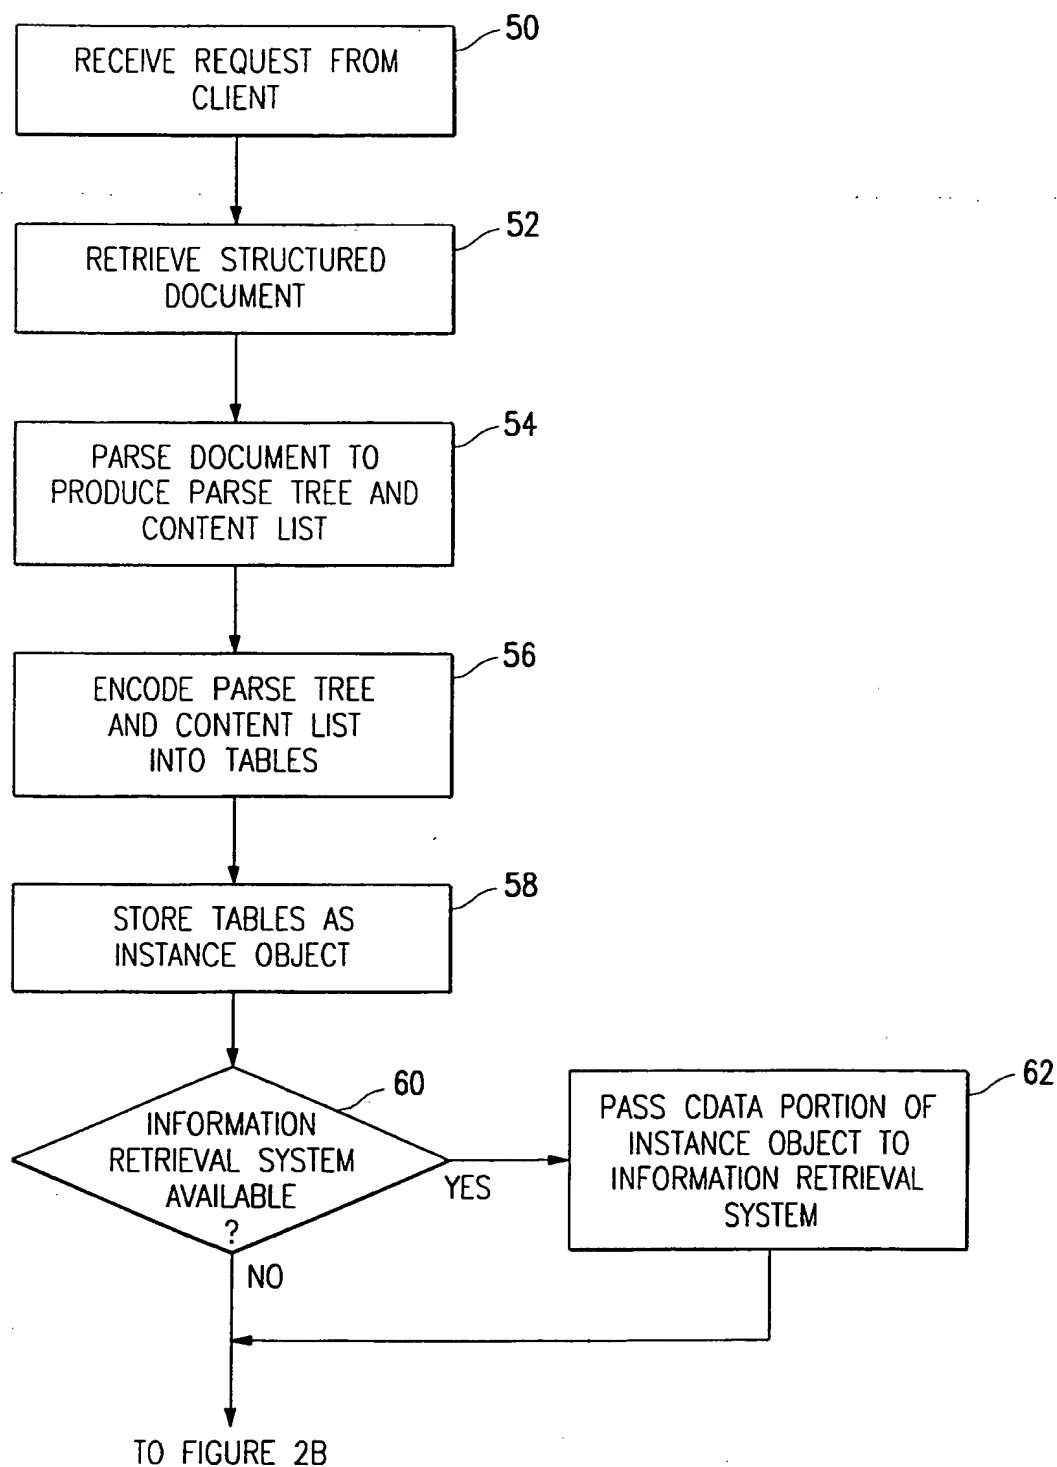 50
RECEIVE REQUEST FROM
CLIENT
52
RETRIEVE STRUCTURED
DOCUMENT
54
PARSE DOCUMENT TO
PRODUCE PARSE TREE AND
CONTENT LIST
56
ENCODE PARSE TREE
AND CONTENT LIST
INTO TABLES
58
STORE TABLES AS
INSTANCE OBJECT
60
INFORMATION
RETRIEVAL SYSTEM
AVAILABLE
?
YES
NO
62
PASS CDATA PORTION OF
INSTANCE OBJECT TO
INFORMATION RETRIEVAL
SYSTEM
TO FIGURE 2B